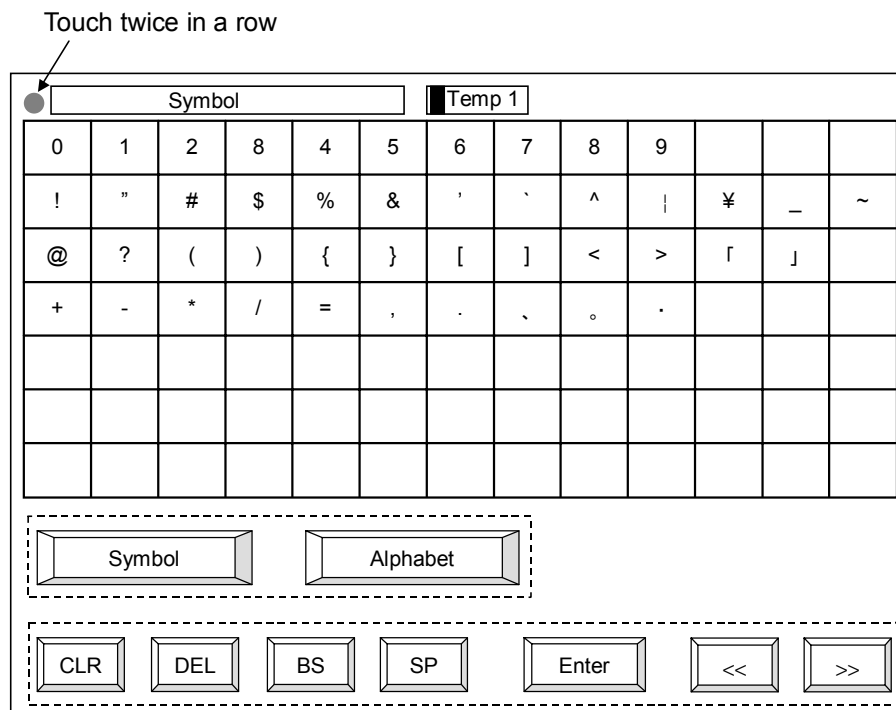 Touch twice in a row
Symbol Temp 1
0 1 2 8 4 5 6 7 8 9
! ” # $ % & ’ ` ^ ¦ ¥ _ ~
@ ? ( ) { } [ ] < > 「 」
+ - * / = , . 、 。 ・
Symbol Alphabet
CLR DEL BS SP Enter << >>